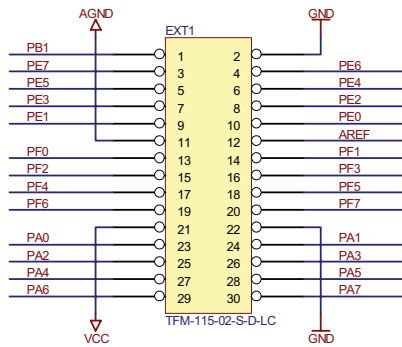 AGND
GND
EXT1
PB1 1 2
PE7 3 4 PE6
PE5 5 6 PE4
PE3 7 8 PE2
PE1 9 10 PE0
11 12 AREF
PF0 13 14 PF1
PF2 15 16 PF3
PF4 17 18 PF5
PF6 19 20 PF7
21 22
PA0 23 24 PA1
PA2 25 26 PA3
PA4 27 28 PA5
PA6 29 30 PA7
TFM-115-02-S-D-LC
VCC
GND